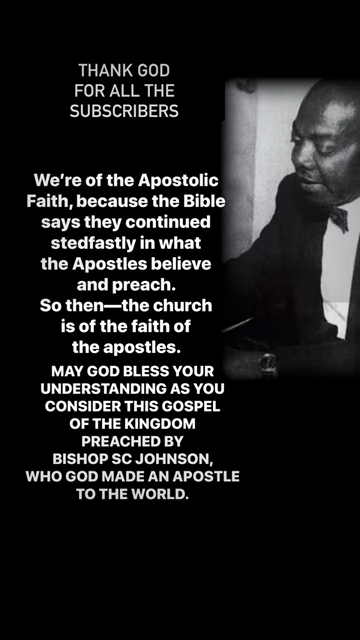 THANK GOD
FOR ALL THE
SUBSCRIBERS
We're of the Apostolic
Faith, because the Bible
says they continued
stedfastly in what
the Apostles believe
and preach.
So then—the church
is of the faith of
the apostles.
MAY GOD BLESS YOUR
UNDERSTANDING AS YOU
CONSIDER THIS GOSPEL
OF THE KINGDOM
PREACHED BY
BISHOP SC JOHNSON,
WHO GOD MADE AN APOSTLE
TO THE WORLD.